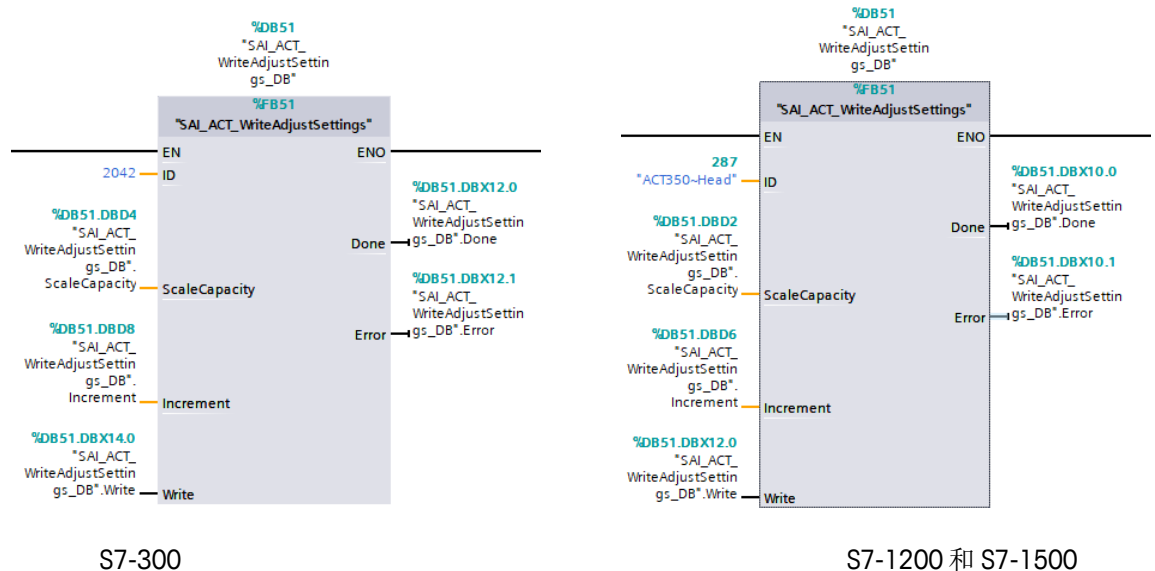 %DB51
"SAI_ACT_
WriteAdjustSettin
gs_DB"
%FB51
"SAI_ACT_WriteAdjustSettings"
EN
ENO
2042
ID
%DB51.DBX12.0
"SAI_ACT_
WriteAdjustSettin
gs_DB".Done
Done
%DB51.DBD4
"SAI_ACT_
WriteAdjustSettin
gs_DB".
ScaleCapacity
ScaleCapacity
%DB51.DBX12.1
"SAI_ACT_
WriteAdjustSettin
gs_DB".Error
Error
%DB51.DBD8
"SAI_ACT_
WriteAdjustSettin
gs_DB".
Increment
Increment
%DB51.DBX14.0
"SAI_ACT_
WriteAdjustSettin
gs_DB".Write
Write
S7-300
%DB51
"SAI_ACT_
WriteAdjustSettin
gs_DB"
%FB51
"SAI_ACT_WriteAdjustSettings"
EN
ENO
287
"ACT350~Head"
ID
%DB51.DBX10.0
"SAI_ACT_
WriteAdjustSettin
gs_DB".Done
Done
%DB51.DBD2
"SAI_ACT_
WriteAdjustSettin
gs_DB".
ScaleCapacity
ScaleCapacity
%DB51.DBX10.1
"SAI_ACT_
WriteAdjustSettin
gs_DB".Error
Error
%DB51.DBD6
"SAI_ACT_
WriteAdjustSettin
gs_DB".
Increment
Increment
%DB51.DBX12.0
"SAI_ACT_
WriteAdjustSettin
gs_DB".Write
Write
S7-1200 和 S7-1500